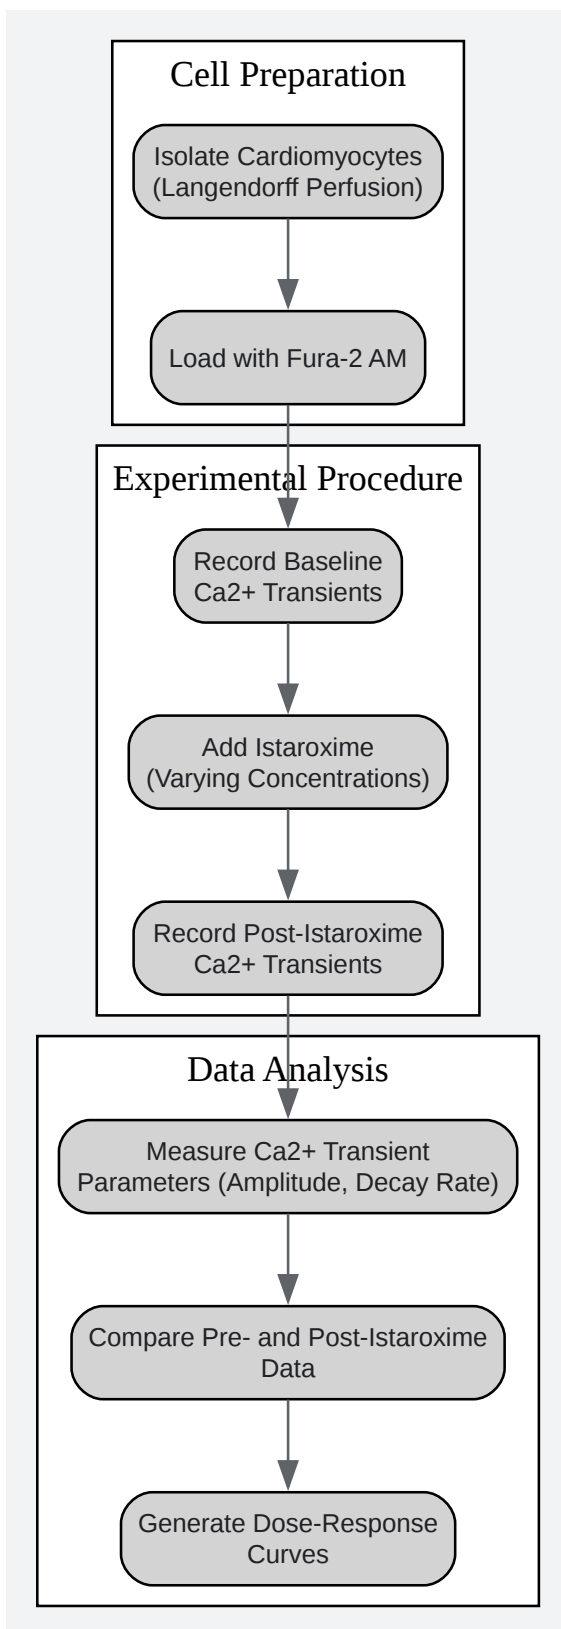 Cell Preparation
Isolate Cardiomyocytes
(Langendorff Perfusion)
Load with Fura-2 AM
Experimental Procedure
Record Baseline
Ca2+ Transients
Add Istaroxime
(Varying Concentrations)
Record Post-Istaroxime
Ca2+ Transients
Data Analysis
Measure Ca2+ Transient
Parameters (Amplitude, Decay Rate)
Compare Pre- and Post-Istaroxime
Data
Generate Dose-Response
Curves